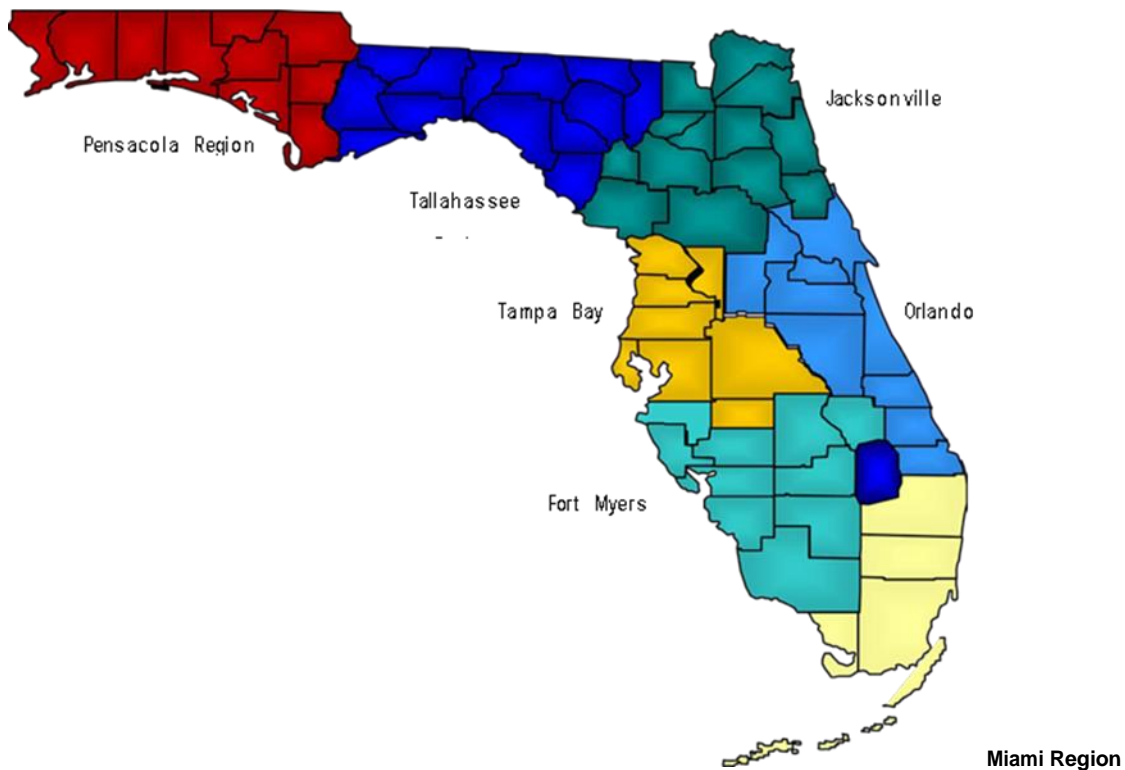 Jacksonville
Pensacola Region
Tallahassee
Tampa Bay
Orlando
Fort Myers
Miami Region